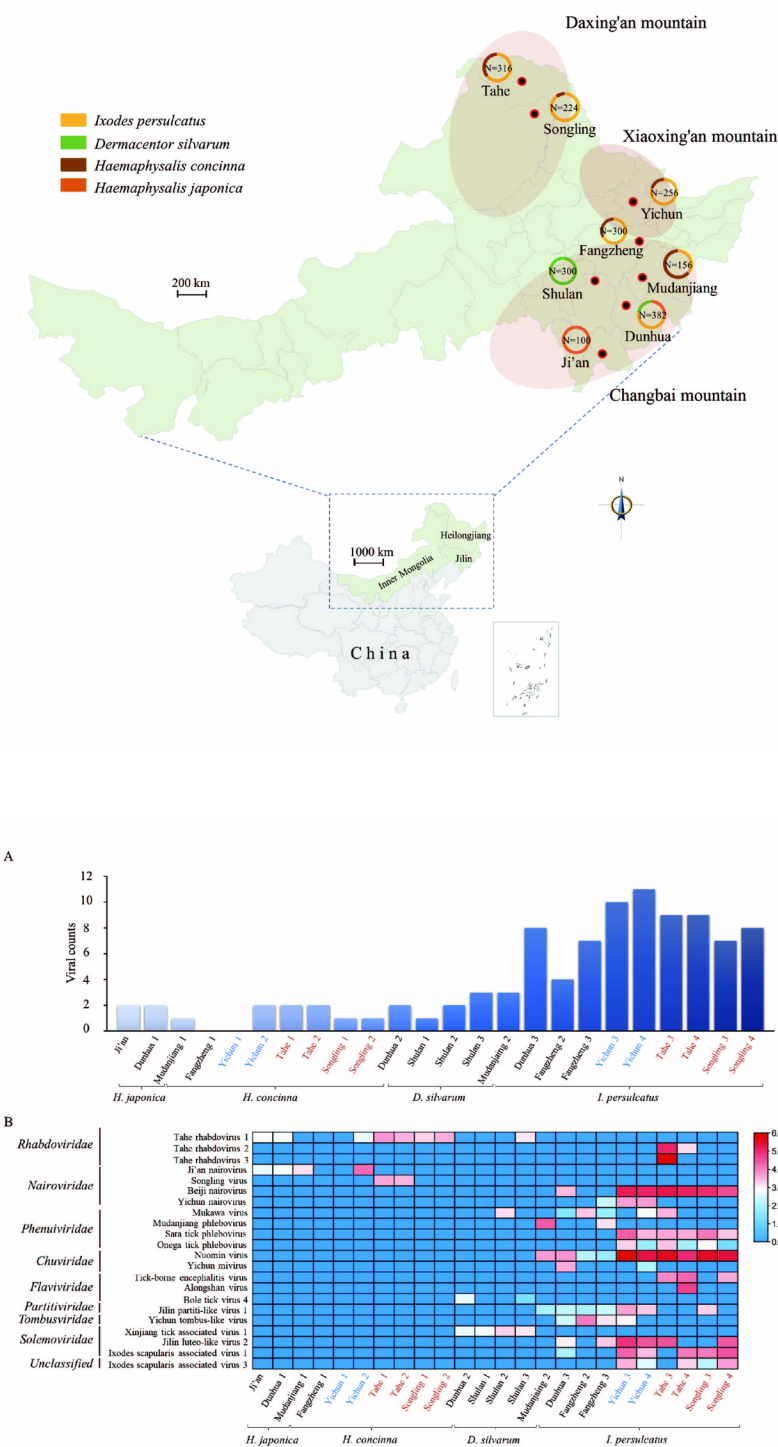 Daxing'an mountain
N=316
Tahe
N=224
Songling
Ixodes persulcatus
Dermacentor silvarum
Haemaphysalis concinna
Haemaphysalis japonica
Xiaoxing'an mountain
N=256
Yichun
N=300
Fangzheng
N=300
Shulan
N=156
Mudanjiang
N=382
Dunhua
N=100
Ji'an
200 km
Changbai mountain
N
1000 km
Heilongjiang
Jilin
Inner Mongolia
China
A
Viral counts
12
10
8
6
4
2
0
Ji'an
Dunhua 1
Mudanjiang 1
Fangzheng 1
Yichun 1
Yichun 2
Tahe 1
Tahe 2
Songling 1
Songling 2
Dunhua 2
Shulan 1
Shulan 2
Shulan 3
Mudanjiang 2
Dunhua 3
Fangzheng 2
Fangzheng 3
Yichun 3
Yichun 4
Tahe 3
Tahe 4
Songling 3
Songling 4
H. japonica
H. concinna
D. silvarum
I. persulcatus
B
Rhabdoviridae
Tahe rhabdovirus 1
Tahe rhabdovirus 2
Tahe rhabdovirus 3
Nairoviridae
Ji'an nairovirus
Songling virus
Beiji nairovirus
Yichun nairovirus
Phenuiviridae
Mukawa virus
Mudanjiang phlebovirus
Sara tick phlebovirus
Onega tick phlebovirus
Chuviridae
Nuomin virus
Yichun mivirus
Flaviviridae
Tick-borne encephalitis virus
Alongshan virus
Bole tick virus 4
Partitiviridae
Jilin partiti-like virus 1
Tombusviridae
Yichun tombus-like virus
Solemoviridae
Xinjiang tick associated virus 1
Jilin luteo-like virus 2
Ixodes scapularis associated virus 1
Unclassified
Ixodes scapularis associated virus 3
6.
5.
4.
3.
2.
1.
0.
Ji'an
Dunhua 1
Mudanjiang 1
Fangzheng 1
Yichun 1
Yichun 2
Tahe 1
Tahe 2
Songling 1
Songling 2
Dunhua 2
Shulan 1
Shulan 2
Shulan 3
Mudanjiang 2
Dunhua 3
Fangzheng 2
Fangzheng 3
Yichun 3
Yichun 4
Tahe 3
Tahe 4
Songling 3
Songling 4
H. japonica
H. concinna
D. silvarum
I. persulcatus